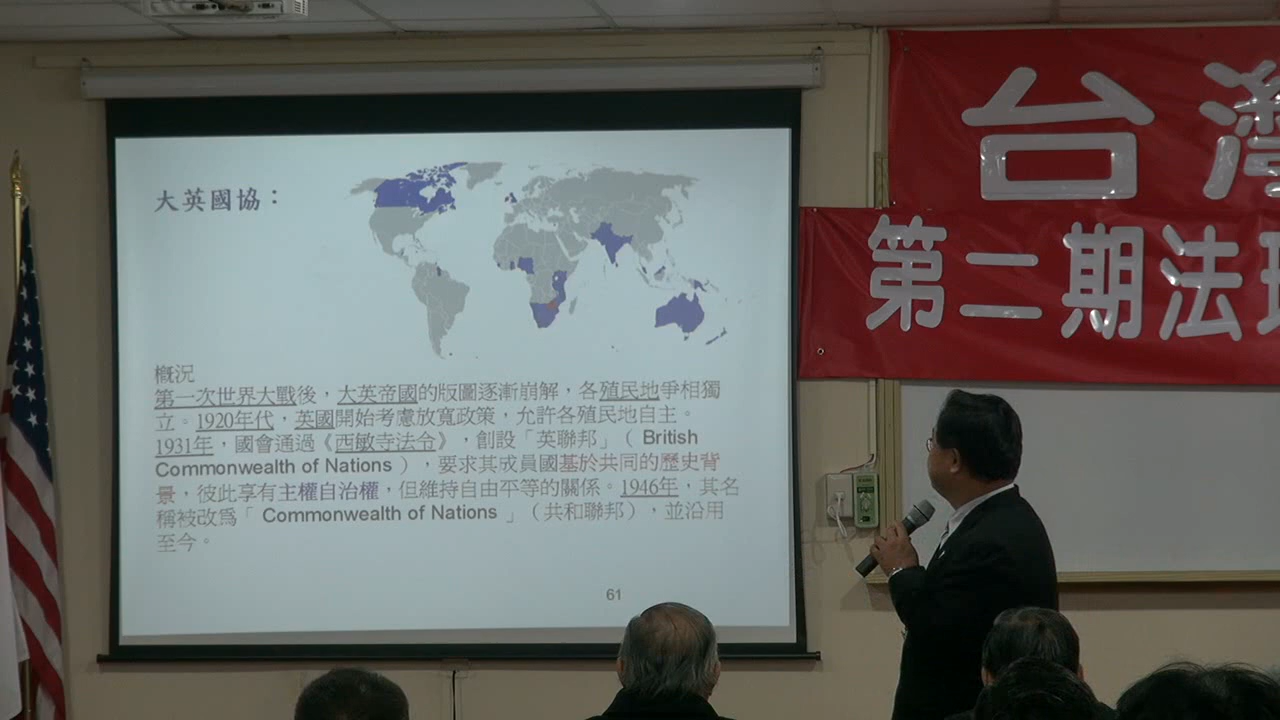 大英國協：
概況
第一次世界大戰後，大英帝國的版圖逐漸崩解，各殖民地爭相獨
立。1920年代，英國開始考慮放寬政策，允許各殖民地自主。
1931年，國會通過《西敏寺法令》，創設「英聯邦」（ British
Commonwealth of Nations ），要求其成員國基於共同的歷史背
景，彼此享有主權自治權，但維持自由平等的關係。1946年，其名
稱被改爲「 Commonwealth of Nations 」（共和聯邦），並沿用
至今。
61
台灣
第二期法理